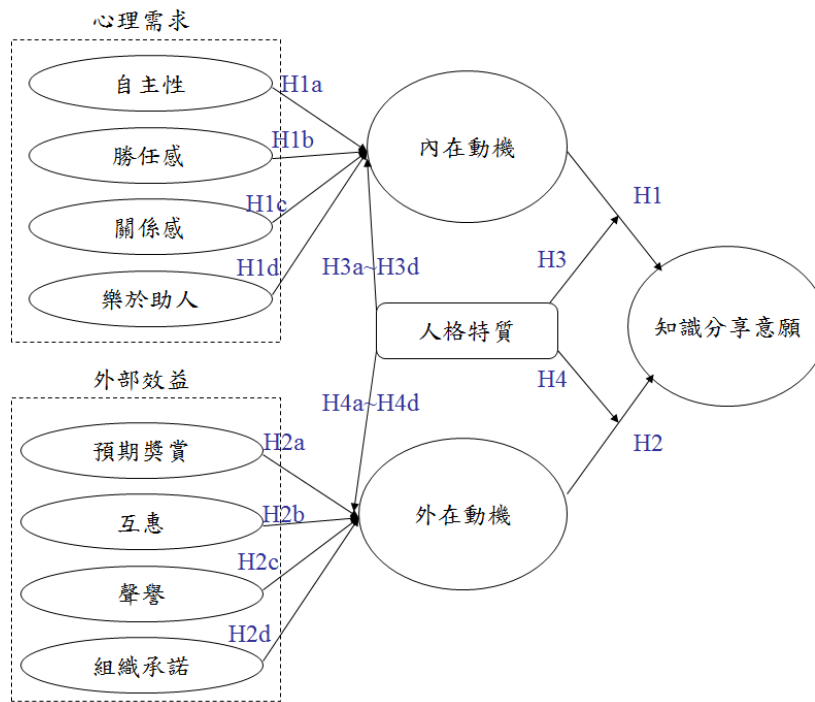 心理需求
自主性
H1a
勝任感
H1b
關係感
H1c
樂於助人
H1d
內在動機
H1
H3a~H3d
H3
人格特質
知識分享意願
外部效益
H4a~H4d
H4
預期獎賞
H2a
互惠
H2b
聲譽
H2c
組織承諾
H2d
外在動機
H2